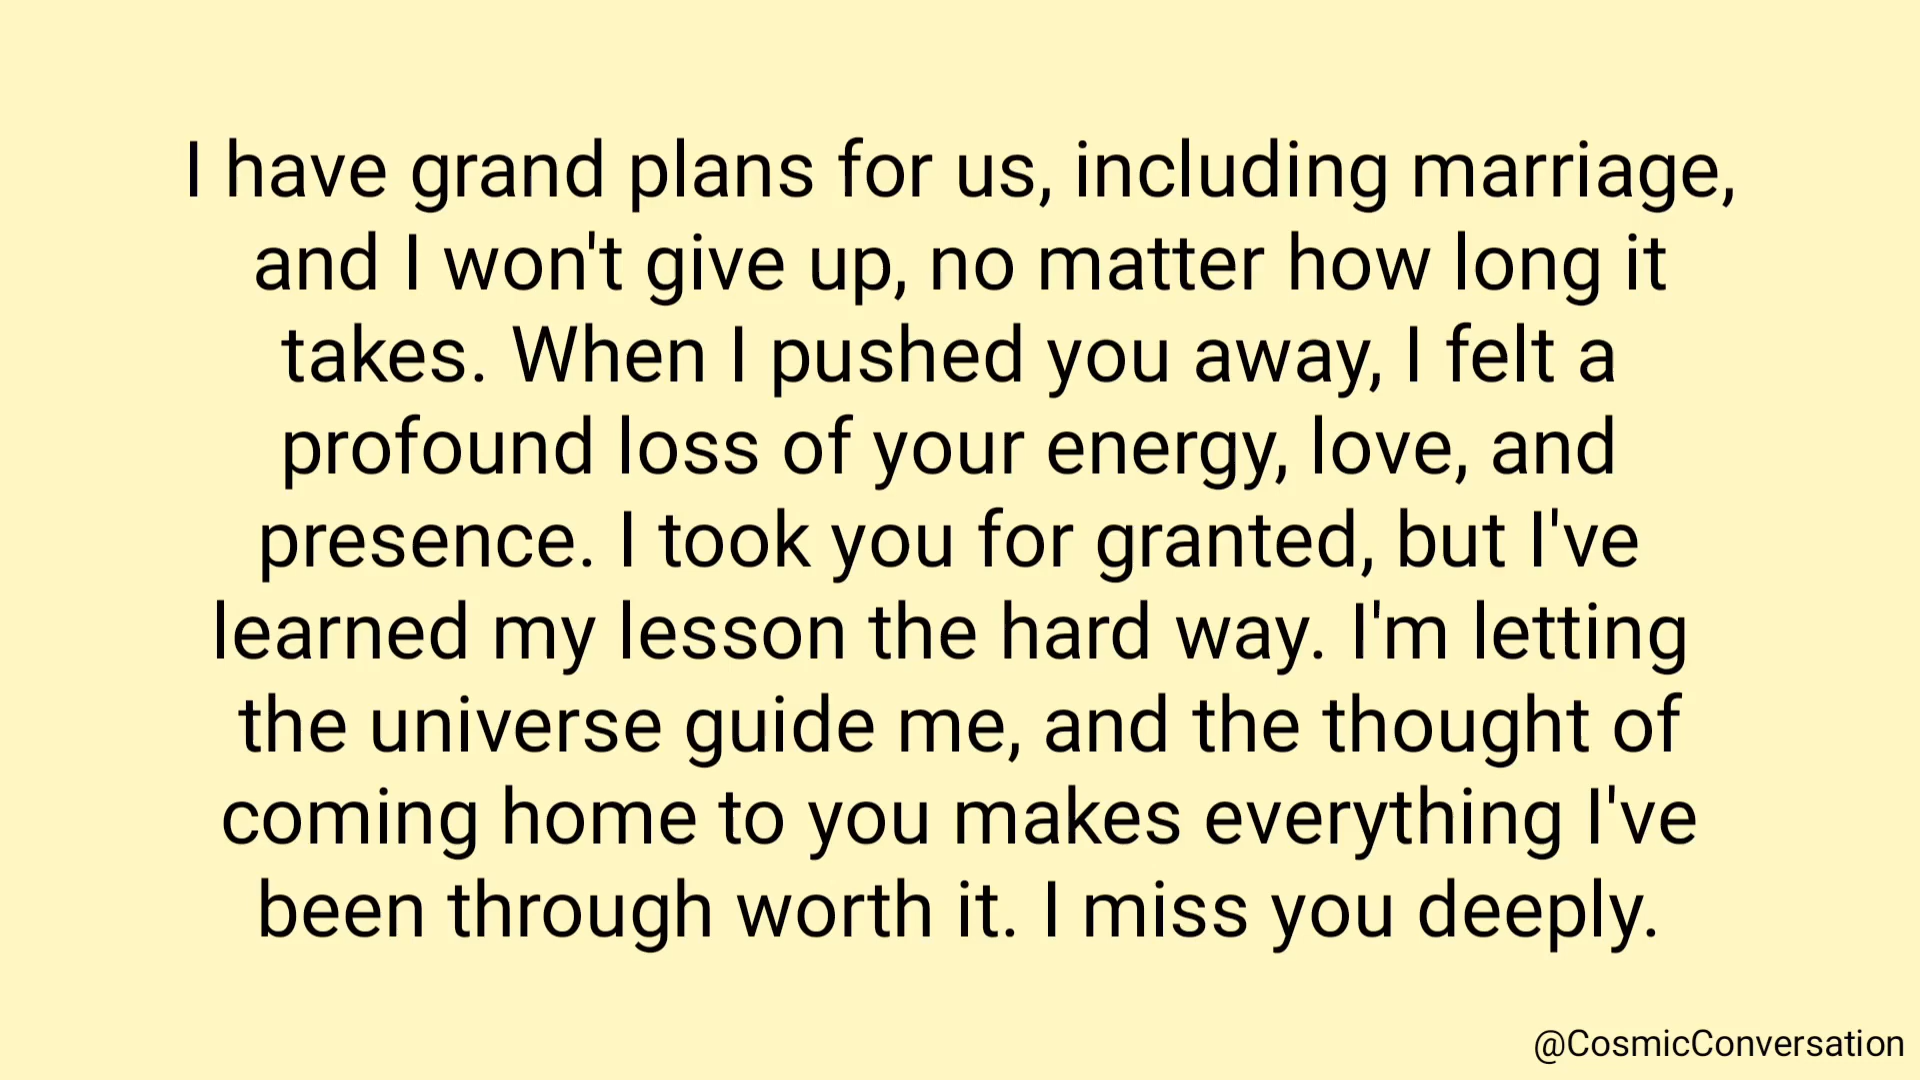 I have grand plans for us, including marriage,
and I won't give up, no matter how long it
takes. When I pushed you away, I felt a
profound loss of your energy, love, and
presence. I took you for granted, but I've
learned my lesson the hard way. I'm letting
the universe guide me, and the thought of
coming home to you makes everything I've
been through worth it. I miss you deeply.
@CosmicConversation